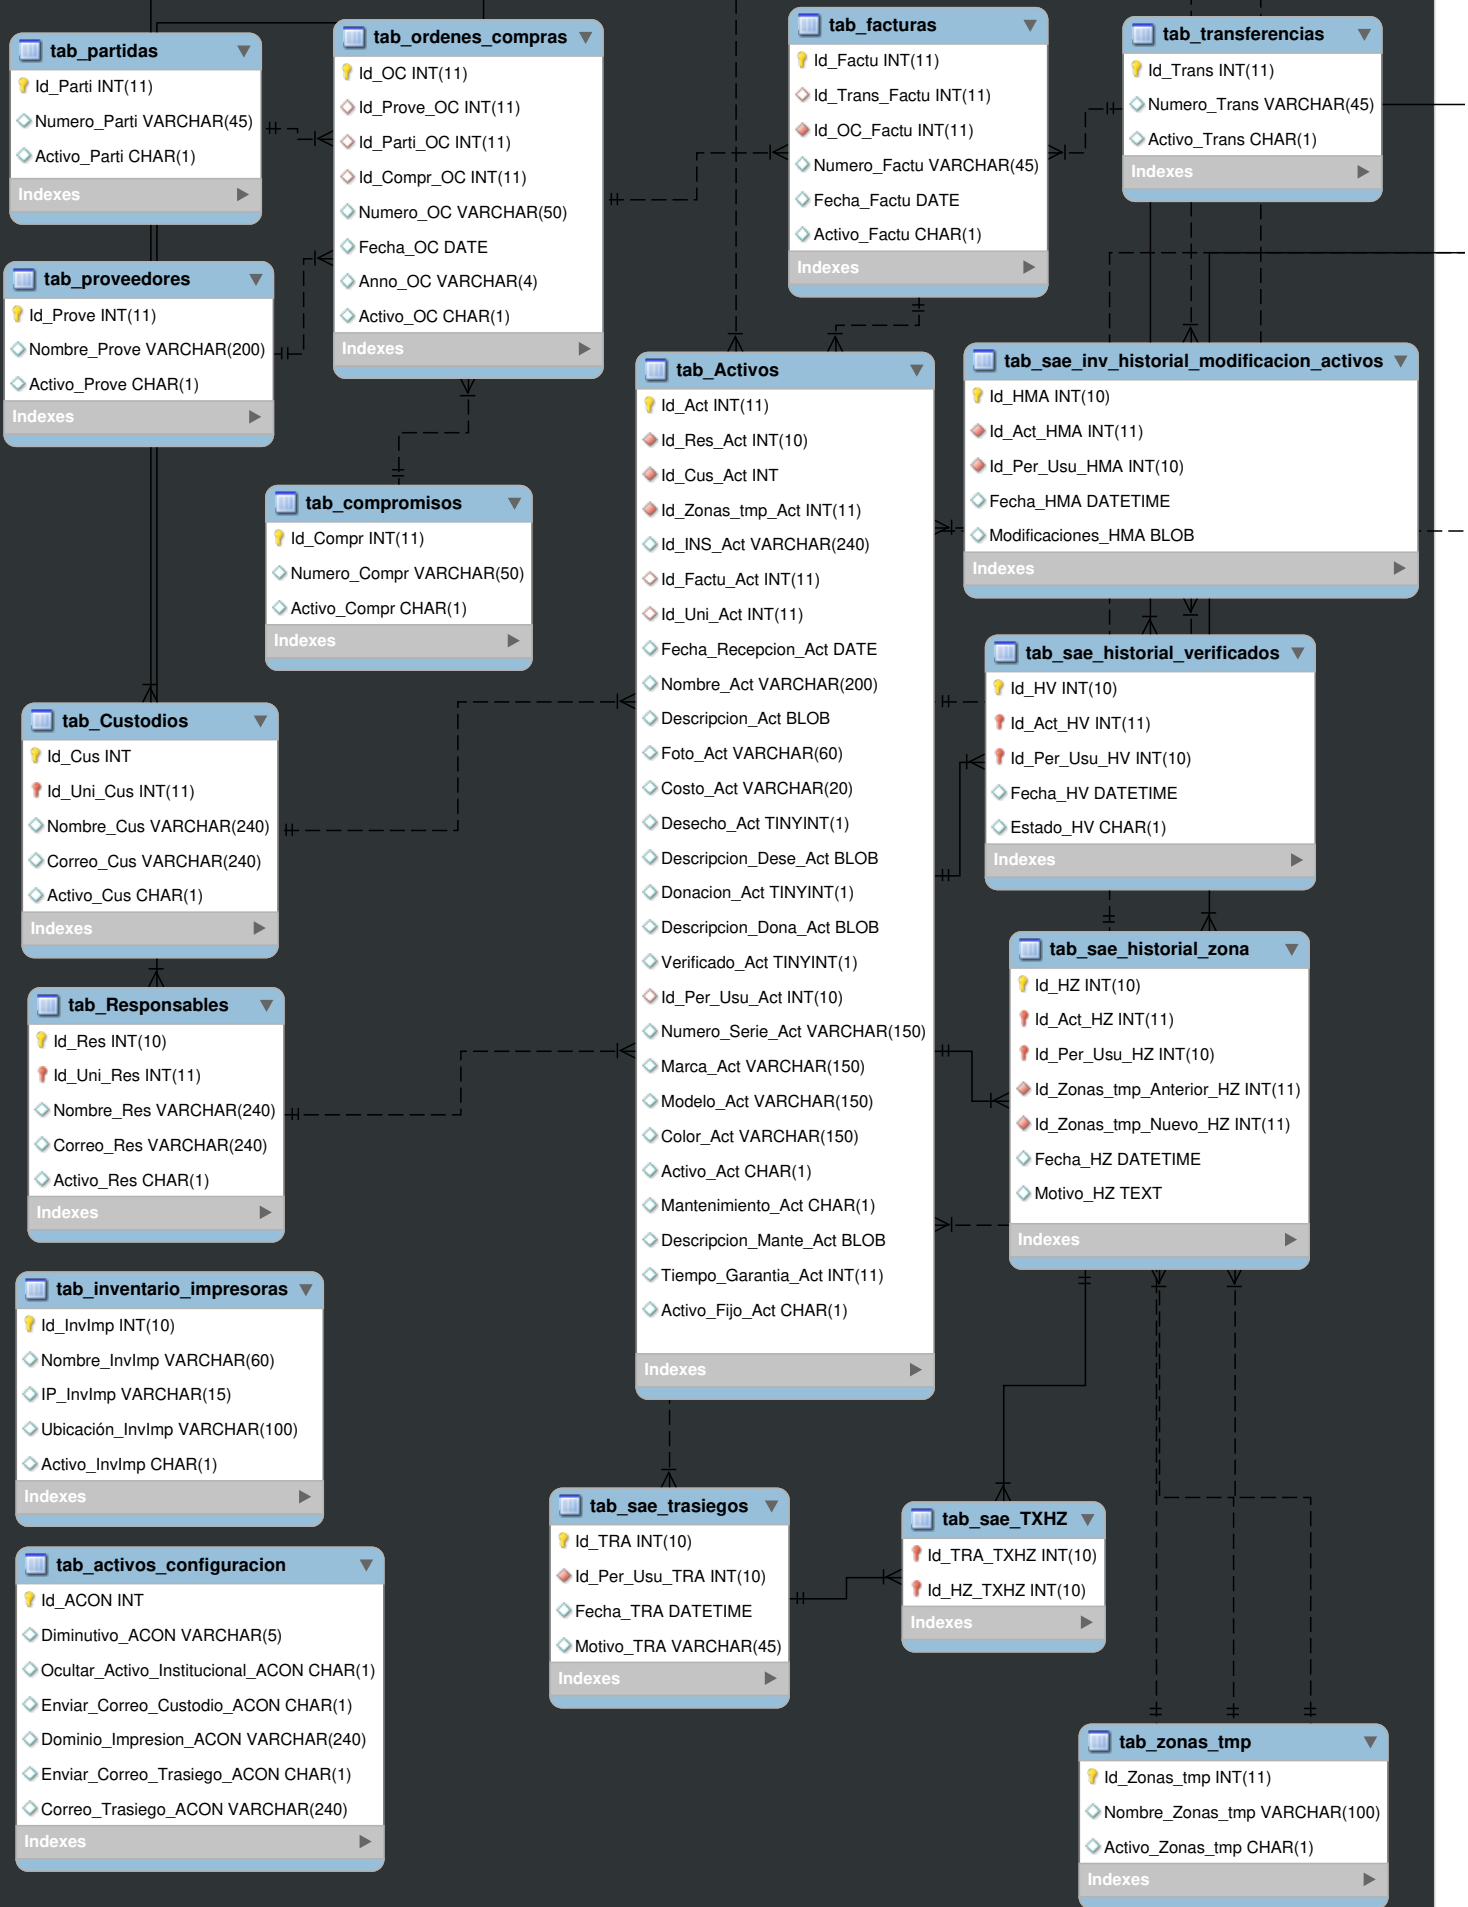 tab_partidas
Id_Parti INT(11)
Numero_Parti VARCHAR(45)
Activo_Parti CHAR(1)
Indexes
tab_ordenes_compras
Id_OC INT(11)
Id_Prove_OC INT(11)
Id_Parti_OC INT(11)
Id_Compr_OC INT(11)
Numero_OC VARCHAR(50)
Fecha_OC DATE
Anno_OC VARCHAR(4)
Activo_OC CHAR(1)
Indexes
tab_facturas
Id_Factu INT(11)
Id_Trans_Factu INT(11)
Id_OC_Factu INT(11)
Numero_Factu VARCHAR(45)
Fecha_Factu DATE
Activo_Factu CHAR(1)
Indexes
tab_transferencias
Id_Trans INT(11)
Numero_Trans VARCHAR(45)
Activo_Trans CHAR(1)
Indexes
tab_proveedores
Id_Prove INT(11)
Nombre_Prove VARCHAR(200)
Activo_Prove CHAR(1)
Indexes
tab_compromisos
Id_Compr INT(11)
Numero_Compr VARCHAR(50)
Activo_Compr CHAR(1)
Indexes
tab_Activos
Id_Act INT(11)
Id_Res_Act INT(10)
Id_Cus_Act INT
Id_Zonas_tmp_Act INT(11)
Id_INS_Act VARCHAR(240)
Id_Factu_Act INT(11)
Id_Uni_Act INT(11)
Fecha_Recepcion_Act DATE
Nombre_Act VARCHAR(200)
Descripcion_Act BLOB
Foto_Act VARCHAR(60)
Costo_Act VARCHAR(20)
Desecho_Act TINYINT(1)
Descripcion_Dese_Act BLOB
Donacion_Act TINYINT(1)
Descripcion_Dona_Act BLOB
Verificado_Act TINYINT(1)
Id_Per_Usu_Act INT(10)
Numero_Serie_Act VARCHAR(150)
Marca_Act VARCHAR(150)
Modelo_Act VARCHAR(150)
Color_Act VARCHAR(150)
Activo_Act CHAR(1)
Mantenimiento_Act CHAR(1)
Descripcion_Mante_Act BLOB
Tiempo_Garantia_Act INT(11)
Activo_Fijo_Act CHAR(1)
Indexes
tab_sae_inv_historial_modificacion_activos
Id_HMA INT(10)
Id_Act_HMA INT(11)
Id_Per_Usu_HMA INT(10)
Fecha_HMA DATETIME
Modificaciones_HMA BLOB
Indexes
tab_sae_historial_verificados
Id_HV INT(10)
Id_Act_HV INT(11)
Id_Per_Usu_HV INT(10)
Fecha_HV DATETIME
Estado_HV CHAR(1)
Indexes
tab_Custodios
Id_Cus INT
Id_Uni_Cus INT(11)
Nombre_Cus VARCHAR(240)
Correo_Cus VARCHAR(240)
Activo_Cus CHAR(1)
Indexes
tab_sae_historial_zona
Id_HZ INT(10)
Id_Act_HZ INT(11)
Id_Per_Usu_HZ INT(10)
Id_Zonas_tmp_Anterior_HZ INT(11)
Id_Zonas_tmp_Nuevo_HZ INT(11)
Fecha_HZ DATETIME
Motivo_HZ TEXT
Indexes
tab_Responsables
Id_Res INT(10)
Id_Uni_Res INT(11)
Nombre_Res VARCHAR(240)
Correo_Res VARCHAR(240)
Activo_Res CHAR(1)
Indexes
tab_inventario_impresoras
Id_InvImp INT(10)
Nombre_InvImp VARCHAR(60)
IP_InvImp VARCHAR(15)
Ubicación_InvImp VARCHAR(100)
Activo_InvImp CHAR(1)
Indexes
tab_activos_configuracion
Id_ACON INT
Diminutivo_ACON VARCHAR(5)
Ocultar_Activo_Institucional_ACON CHAR(1)
Enviar_Correo_Custodio_ACON CHAR(1)
Dominio_Impresion_ACON VARCHAR(240)
Enviar_Correo_Trasiego_ACON CHAR(1)
Correo_Trasiego_ACON VARCHAR(240)
Indexes
tab_sae_trasiegos
Id_TRA INT(10)
Id_Per_Usu_TRA INT(10)
Fecha_TRA DATETIME
Motivo_TRA VARCHAR(45)
Indexes
tab_sae_TXHZ
Id_TRA_TXHZ INT(10)
Id_HZ_TXHZ INT(10)
Indexes
tab_zonas_tmp
Id_Zonas_tmp INT(11)
Nombre_Zonas_tmp VARCHAR(100)
Activo_Zonas_tmp CHAR(1)
Indexes